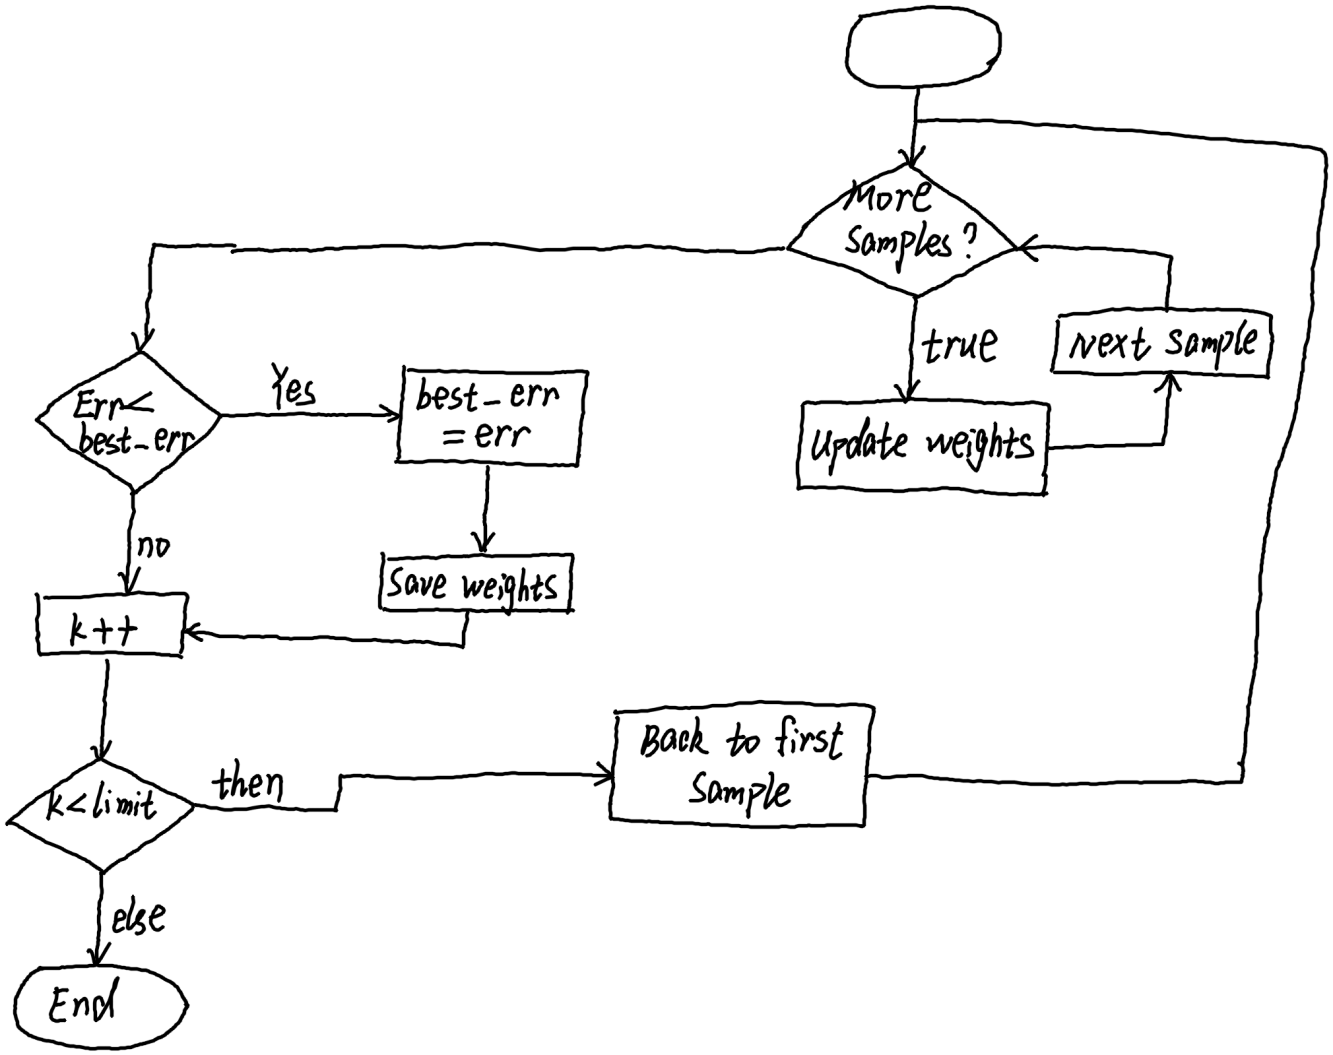 More
samples?
true
Next sample
Update weights
Err<
best_err
Yes
best_err
= err
no
Save weights
k++
k<limit
then
Back to first
Sample
else
End